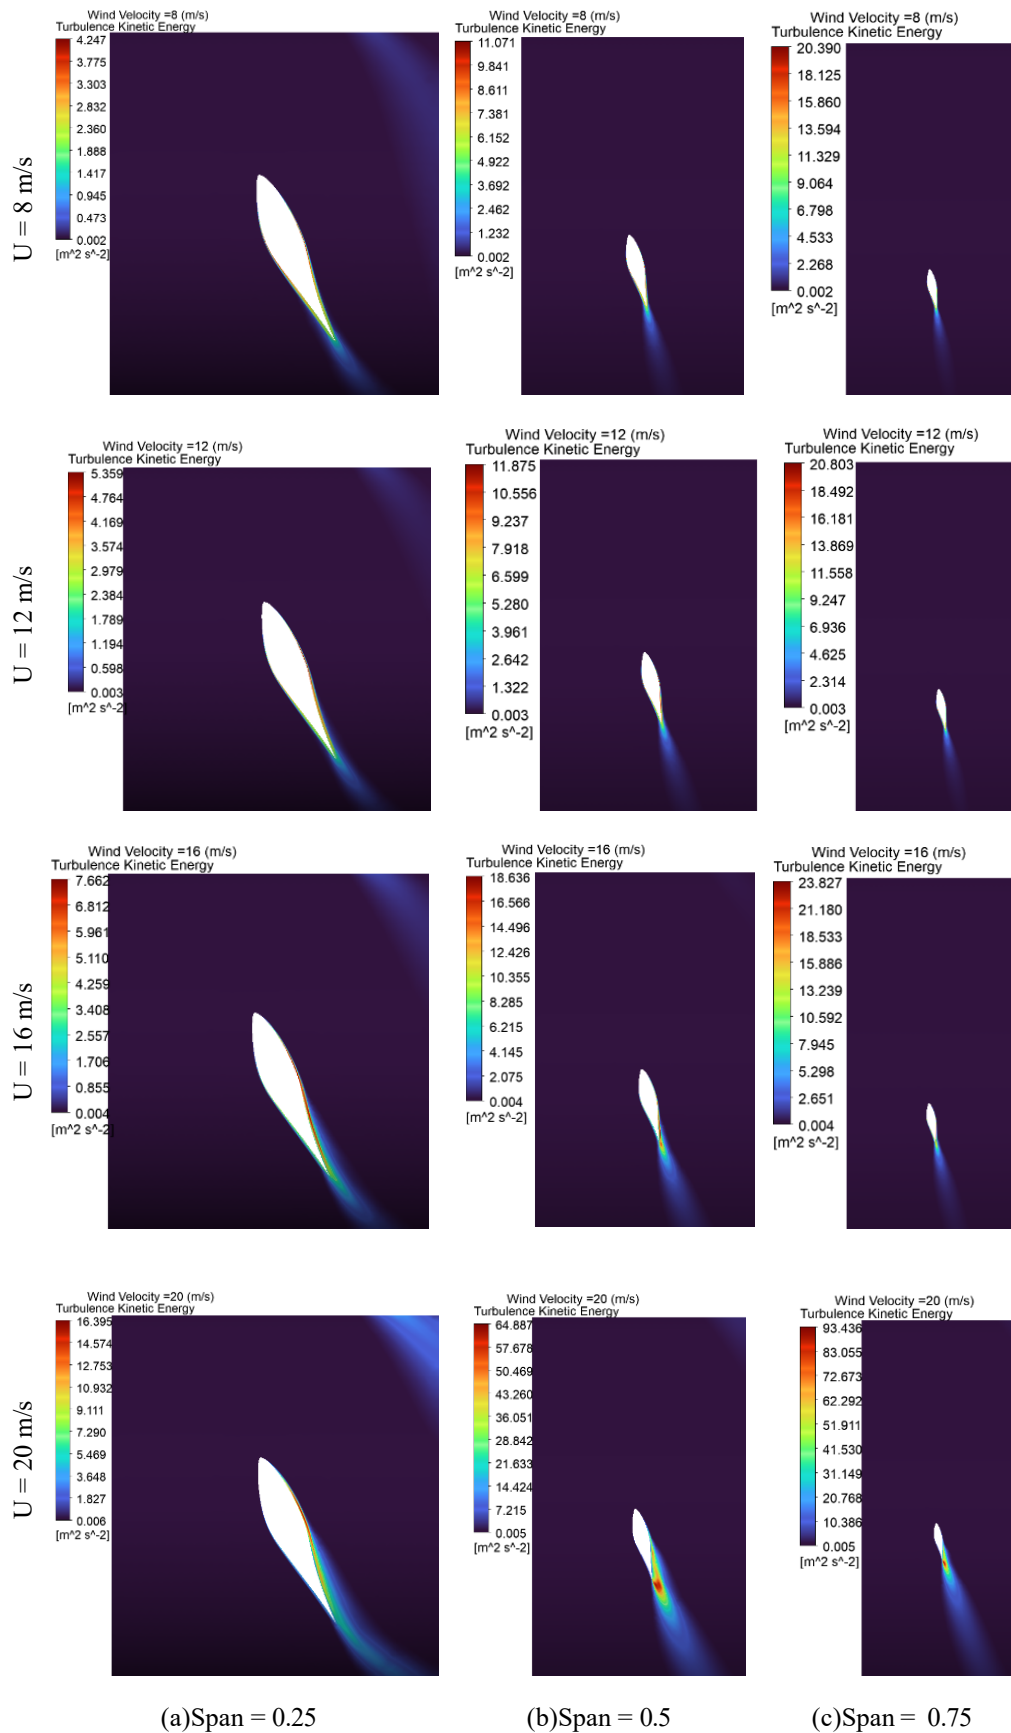 U = 8 m/s
Wind Velocity =8 (m/s)
Turbulence Kinetic Energy
4.247
3.775
3.303
2.832
2.360
1.888
1.417
0.945
0.473
0.002
[m^2 s^-2]
Wind Velocity =8 (m/s)
Turbulence Kinetic Energy
11.071
9.841
8.611
7.381
6.152
4.922
3.692
2.462
1.232
0.002
[m^2 s^-2]
Wind Velocity =8 (m/s)
Turbulence Kinetic Energy
20.390
18.125
15.860
13.594
11.329
9.064
6.798
4.533
2.268
0.002
[m^2 s^-2]
U = 12 m/s
Wind Velocity =12 (m/s)
Turbulence Kinetic Energy
5.359
4.764
4.169
3.574
2.979
2.384
1.789
1.194
0.598
0.003
[m^2 s^-2]
Wind Velocity =12 (m/s)
Turbulence Kinetic Energy
11.875
10.556
9.237
7.918
6.599
5.280
3.961
2.642
1.322
0.003
[m^2 s^-2]
Wind Velocity =12 (m/s)
Turbulence Kinetic Energy
20.803
18.492
16.181
13.869
11.558
9.247
6.936
4.625
2.314
0.003
[m^2 s^-2]
U = 16 m/s
Wind Velocity =16 (m/s)
Turbulence Kinetic Energy
7.662
6.812
5.961
5.110
4.259
3.408
2.557
1.706
0.855
0.004
[m^2 s^-2]
Wind Velocity =16 (m/s)
Turbulence Kinetic Energy
18.636
16.566
14.496
12.426
10.355
8.285
6.215
4.145
2.075
0.004
[m^2 s^-2]
Wind Velocity =16 (m/s)
Turbulence Kinetic Energy
23.827
21.180
18.533
15.886
13.239
10.592
7.945
5.298
2.651
0.004
[m^2 s^-2]
U = 20 m/s
Wind Velocity =20 (m/s)
Turbulence Kinetic Energy
16.395
14.574
12.753
10.932
9.111
7.290
5.469
3.648
1.827
0.006
[m^2 s^-2]
Wind Velocity =20 (m/s)
Turbulence Kinetic Energy
64.887
57.678
50.469
43.260
36.051
28.842
21.633
14.424
7.215
0.005
[m^2 s^-2]
Wind Velocity =20 (m/s)
Turbulence Kinetic Energy
93.436
83.055
72.673
62.292
51.911
41.530
31.149
20.768
10.386
0.005
[m^2 s^-2]
(a)Span = 0.25
(b)Span = 0.5
(c)Span = 0.75